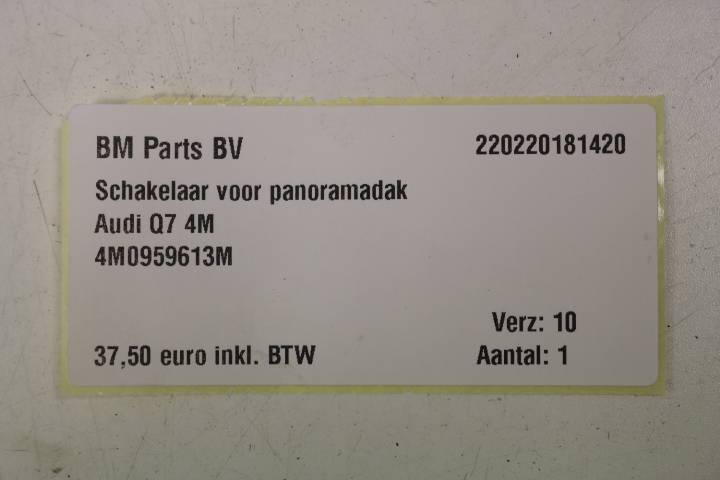 BM Parts BV 220220181420
Schakelaar voor panoramadak
Audi Q7 4M
4M0959613M
Verz: 10
37,50 euro inkl. BTW Aantal: 1